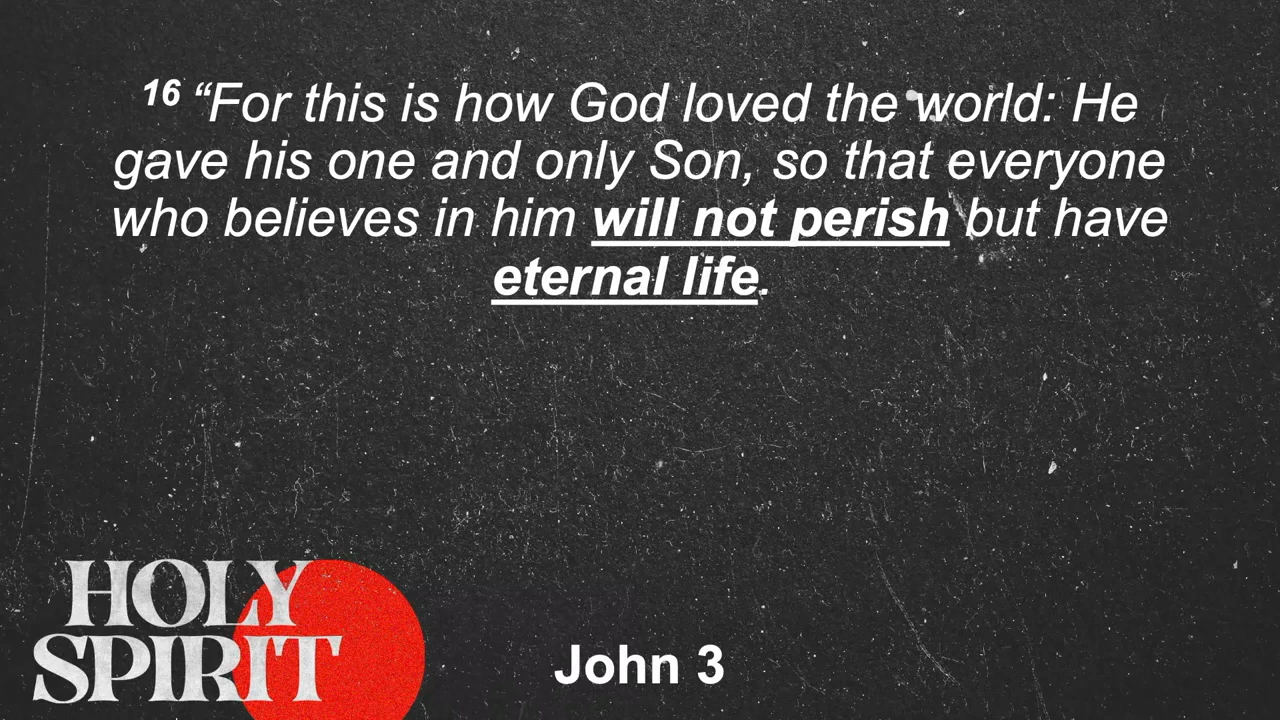 16 “For this is how God loved the world: He
gave his one and only Son, so that everyone
who believes in him will not perish but have
eternal life.
HOLY
SPIRIT
John 3